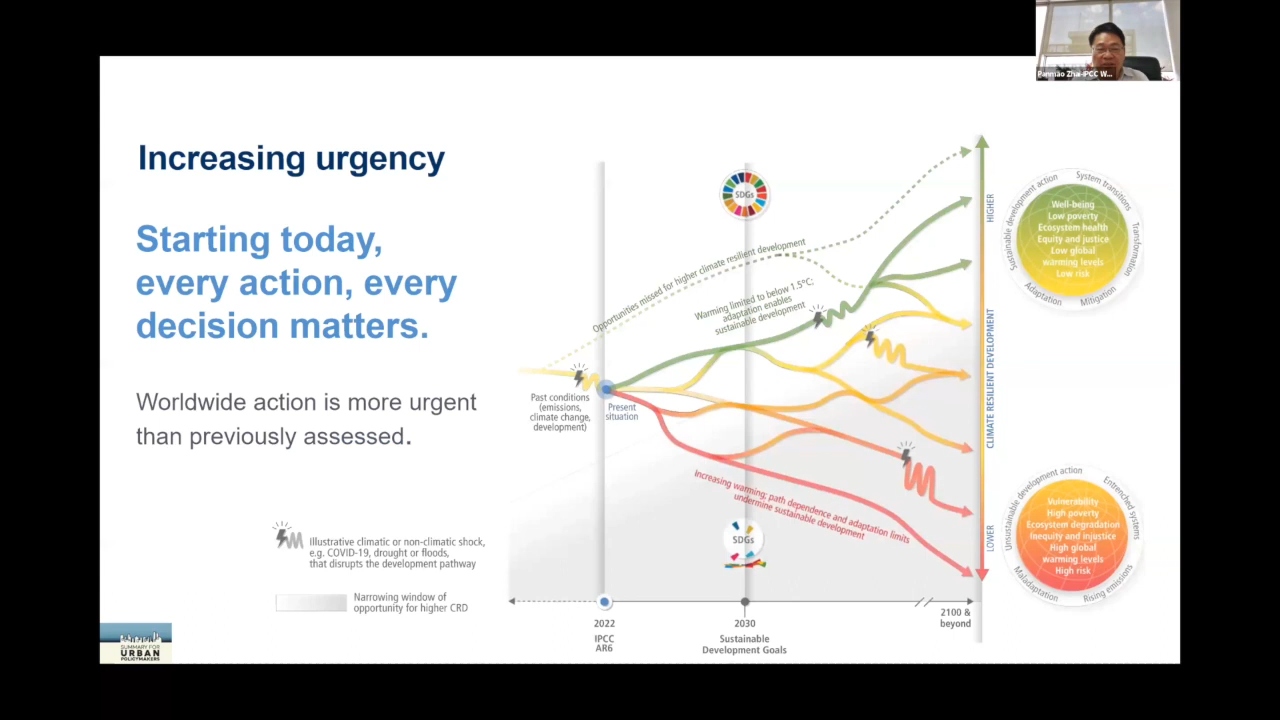 Panmao Zhai-IPCC W...
Increasing urgency
Starting today,
every action, every
decision matters.
Worldwide action is more urgent
than previously assessed.
Illustrative climatic or non-climatic shock,
e.g. COVID-19, drought or floods,
that disrupts the development pathway
Narrowing window of
opportunity for higher CRD
SUMMARY FOR
URBAN
POLICYMAKERS
SDGs
Opportunities missed for higher climate resilient development
Warming limited to below 1.5°C;
adaptation enables
sustainable development
Past conditions
(emissions,
climate change,
development)
Present
situation
Increasing warming; path dependence and adaptation limits
undermine sustainable development
SDGs
2022
IPCC
AR6
2030
Sustainable
Development Goals
2100 &
beyond
HIGHER
CLIMATE RESILIENT DEVELOPMENT
LOWER
Sustainable development action
System transitions
Transformation
Adaptation
Mitigation
Well-being
Low poverty
Ecosystem health
Equity and justice
Low global
warming levels
Low risk
Unsustainable development action
Entrenched systems
Maladaptation
Rising emissions
Vulnerability
High poverty
Ecosystem degradation
Inequity and injustice
High global
warming levels
High risk